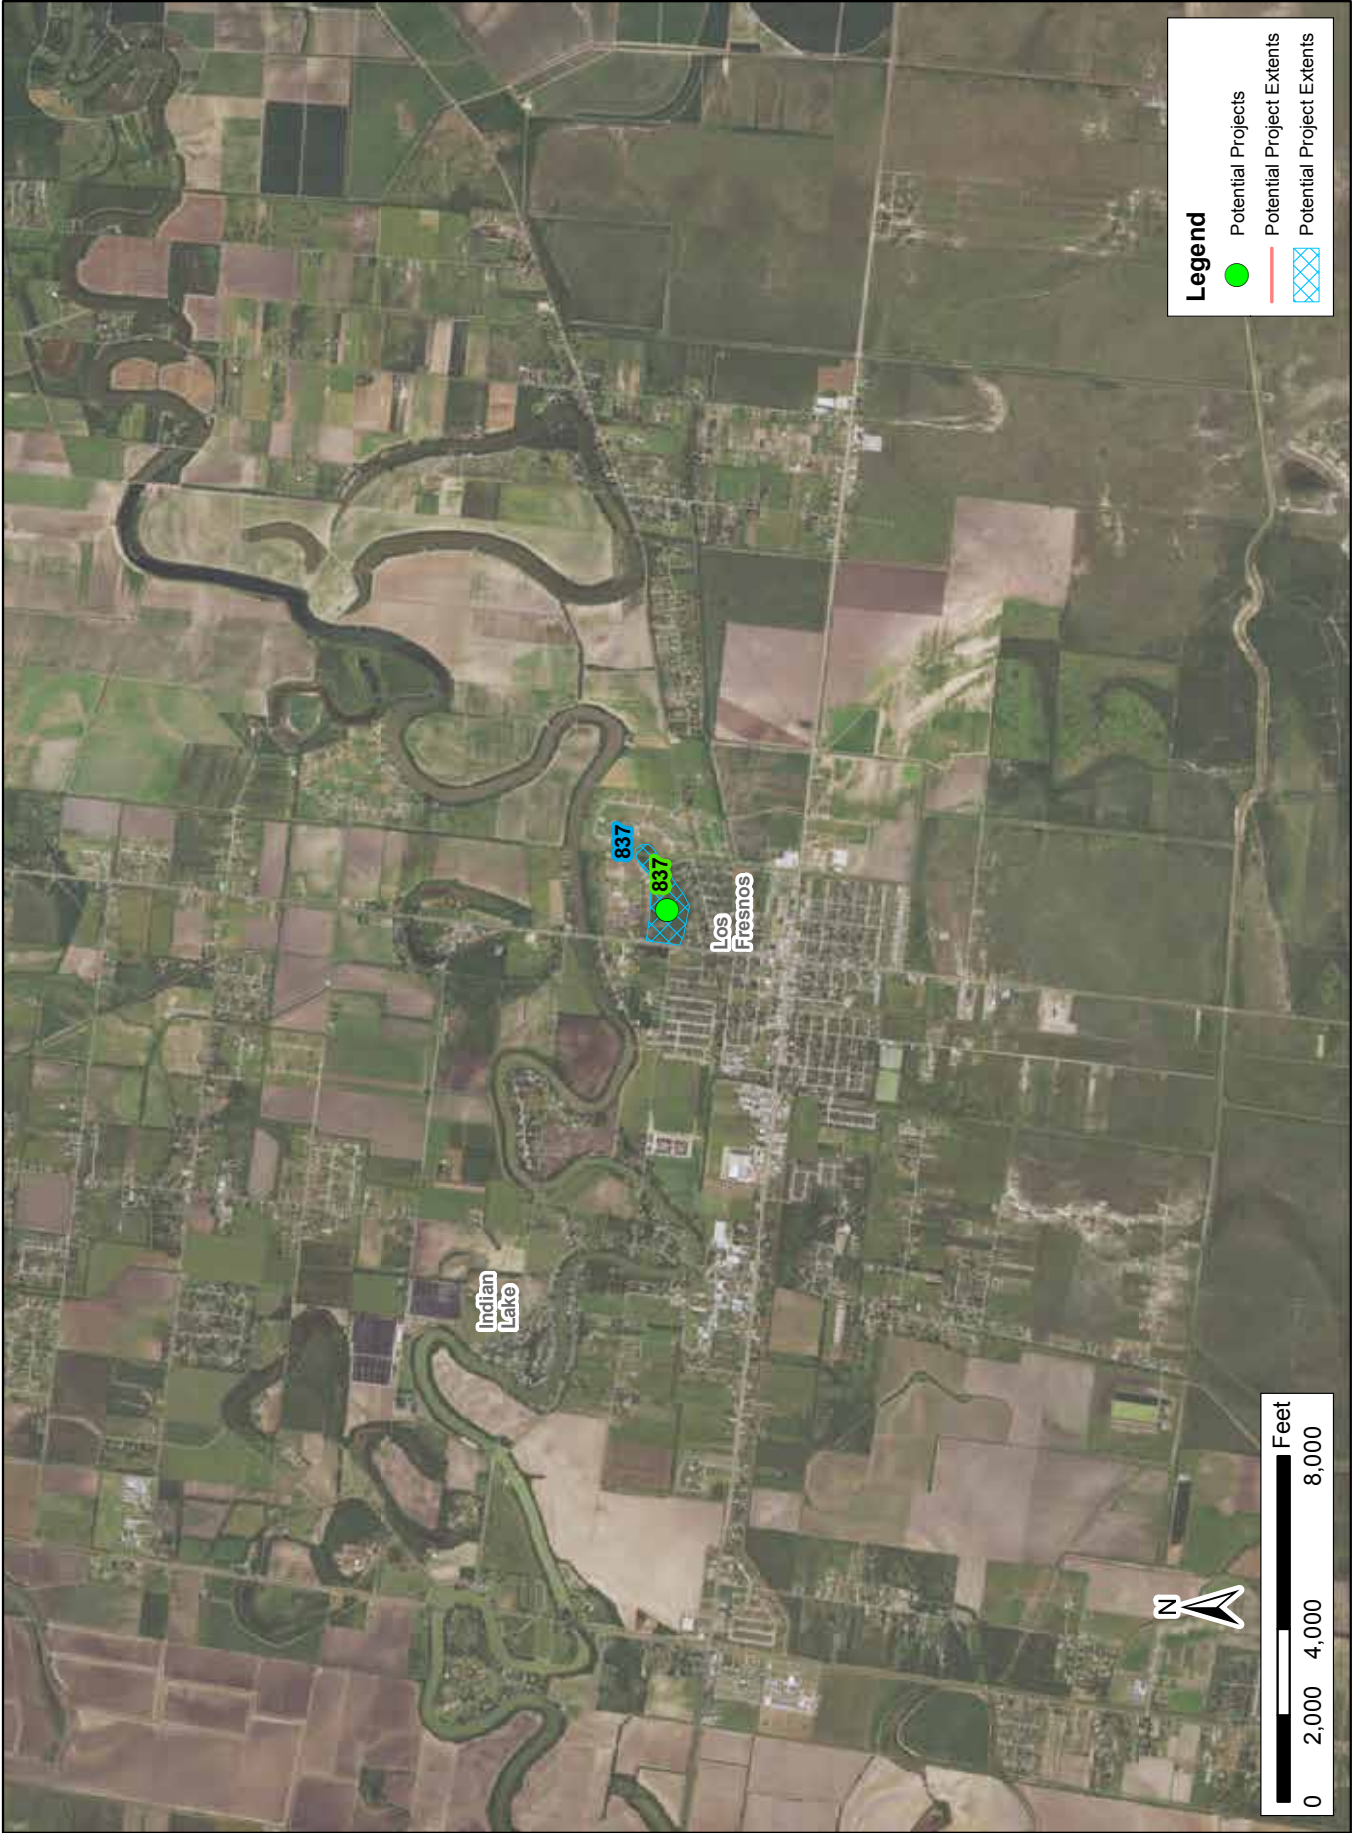 837
837
Los
Fresnos
Indian
Lake
Legend
Potential Projects
Potential Project Extents
Potential Project Extents
N
Feet
0 2,000 4,000 8,000